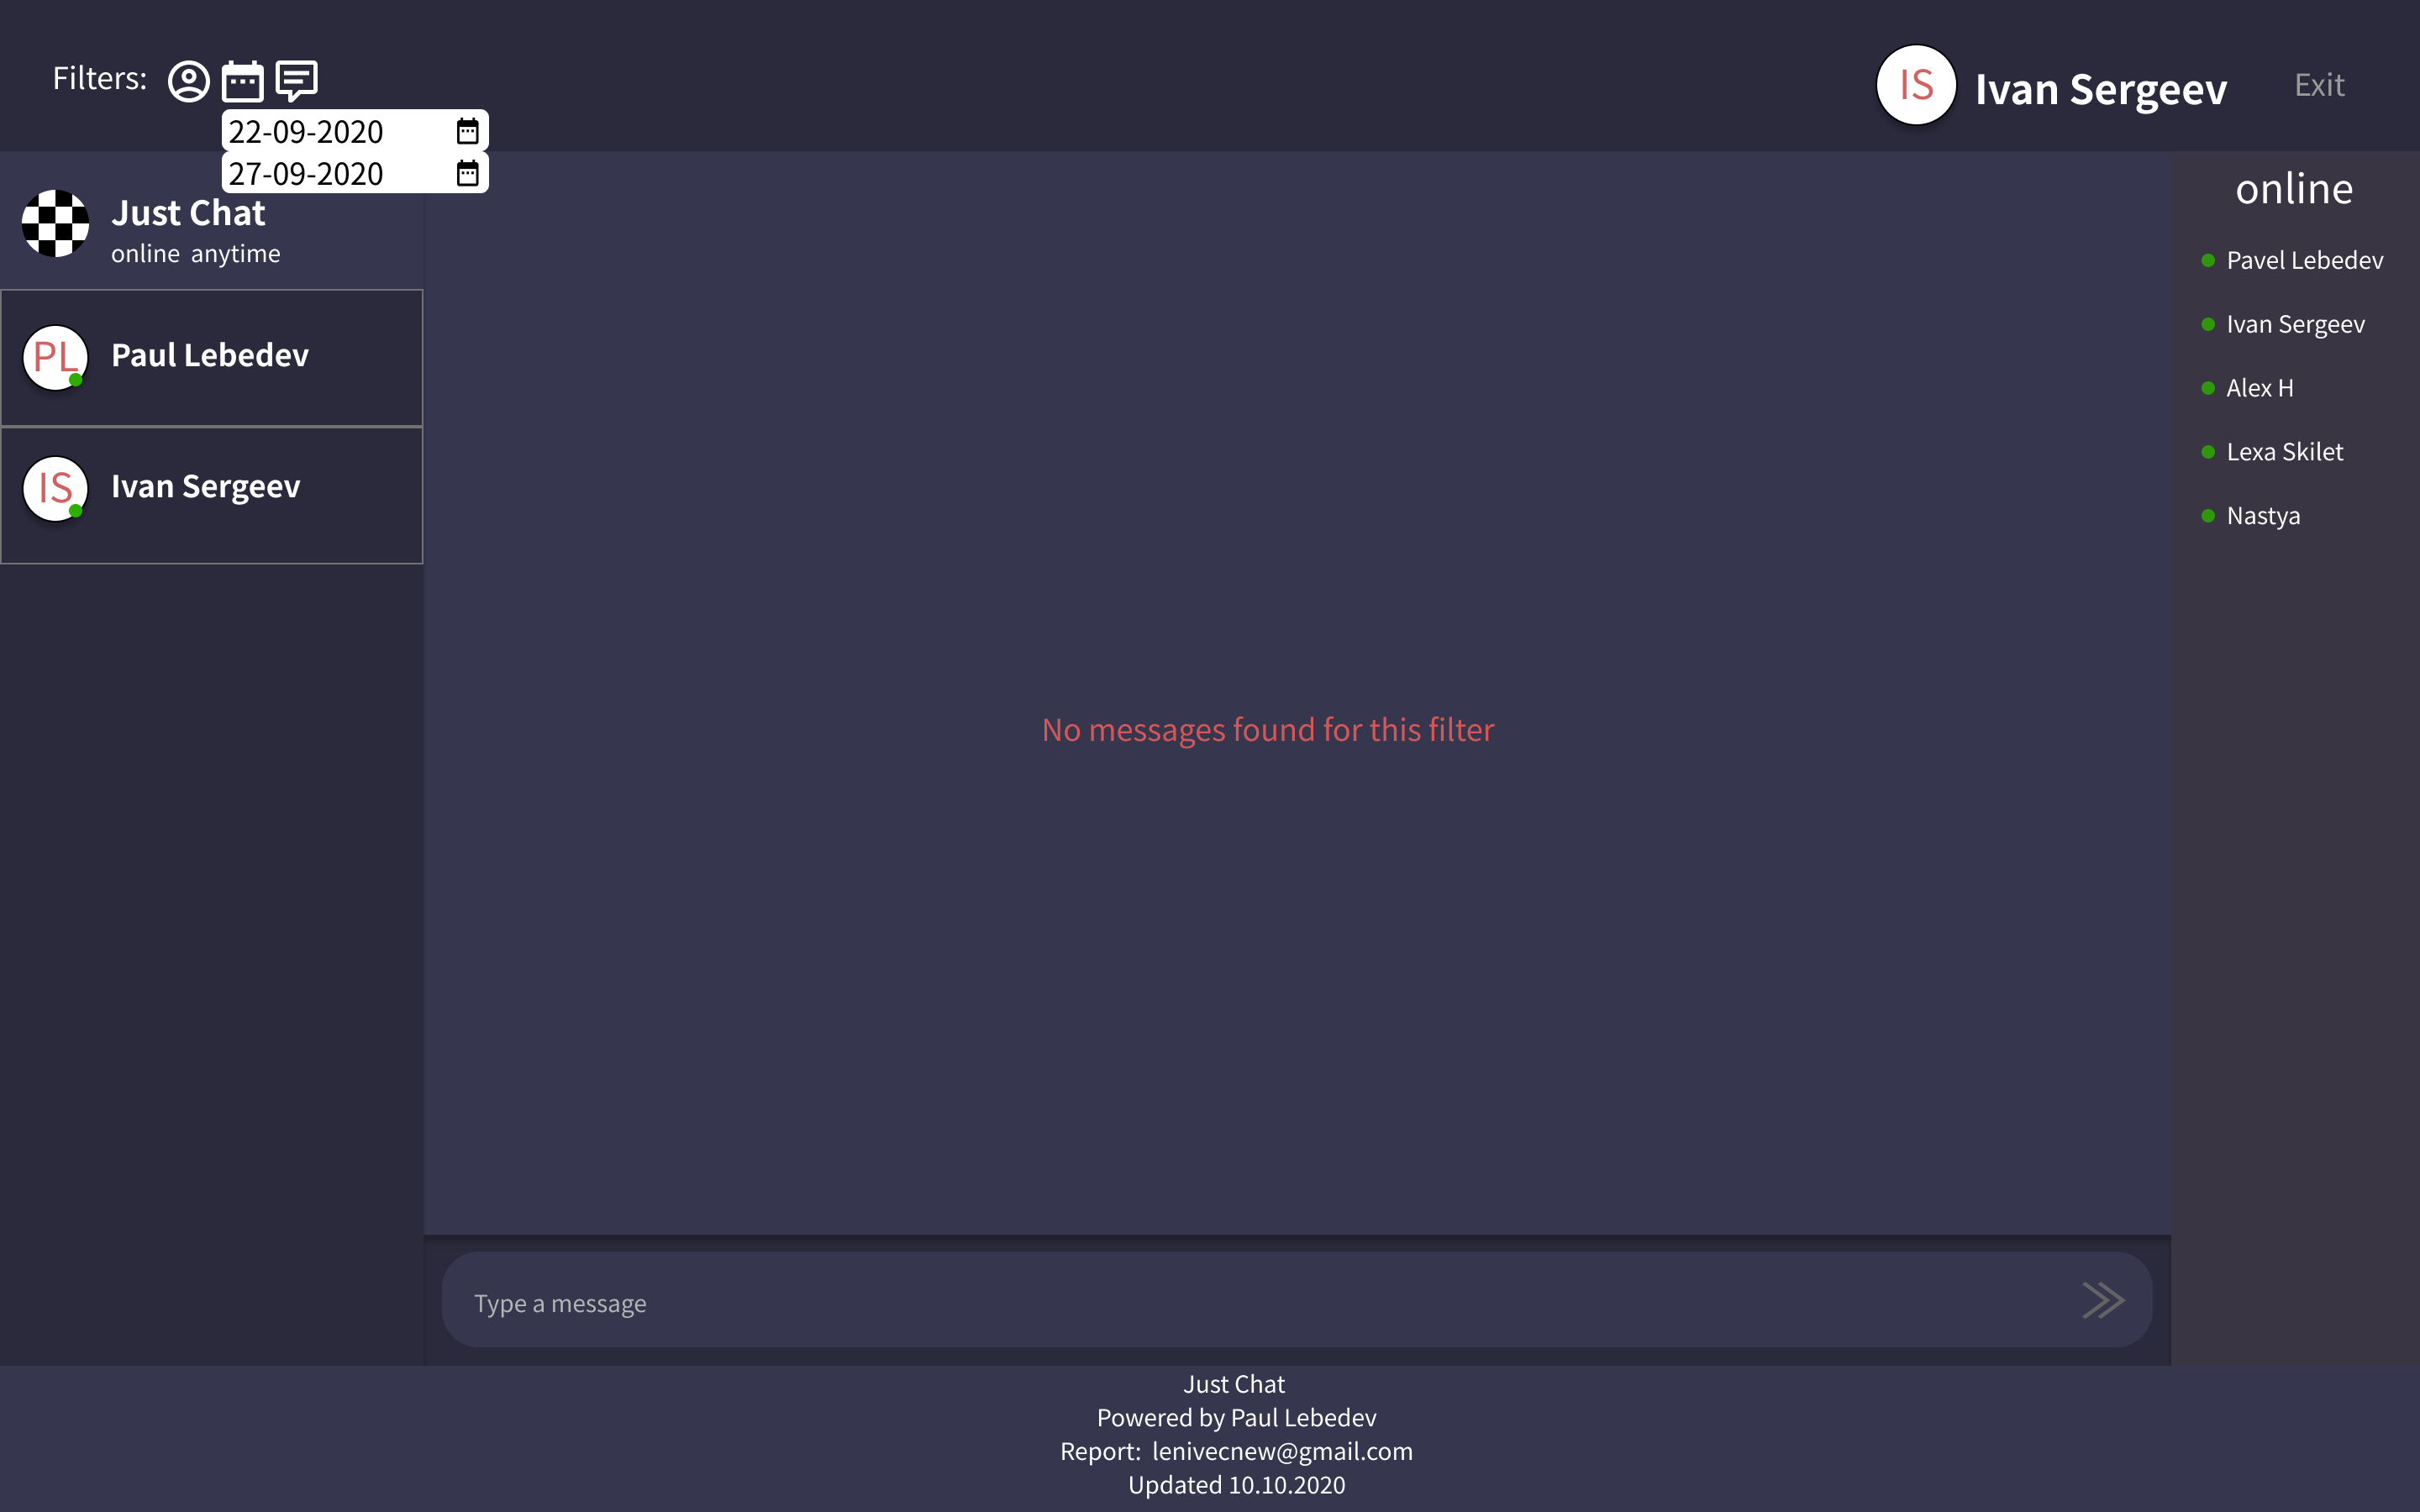 Filters:
IS
Ivan Sergeev
Exit
22-09-2020
27-09-2020
Just Chat
online anytime
PL
Paul Lebedev
IS
Ivan Sergeev
No messages found for this filter
Type a message
online
Pavel Lebedev
Ivan Sergeev
Alex H
Lexa Skilet
Nastya
Just Chat
Powered by Paul Lebedev
Report: lenivecnew@gmail.com
Updated 10.10.2020